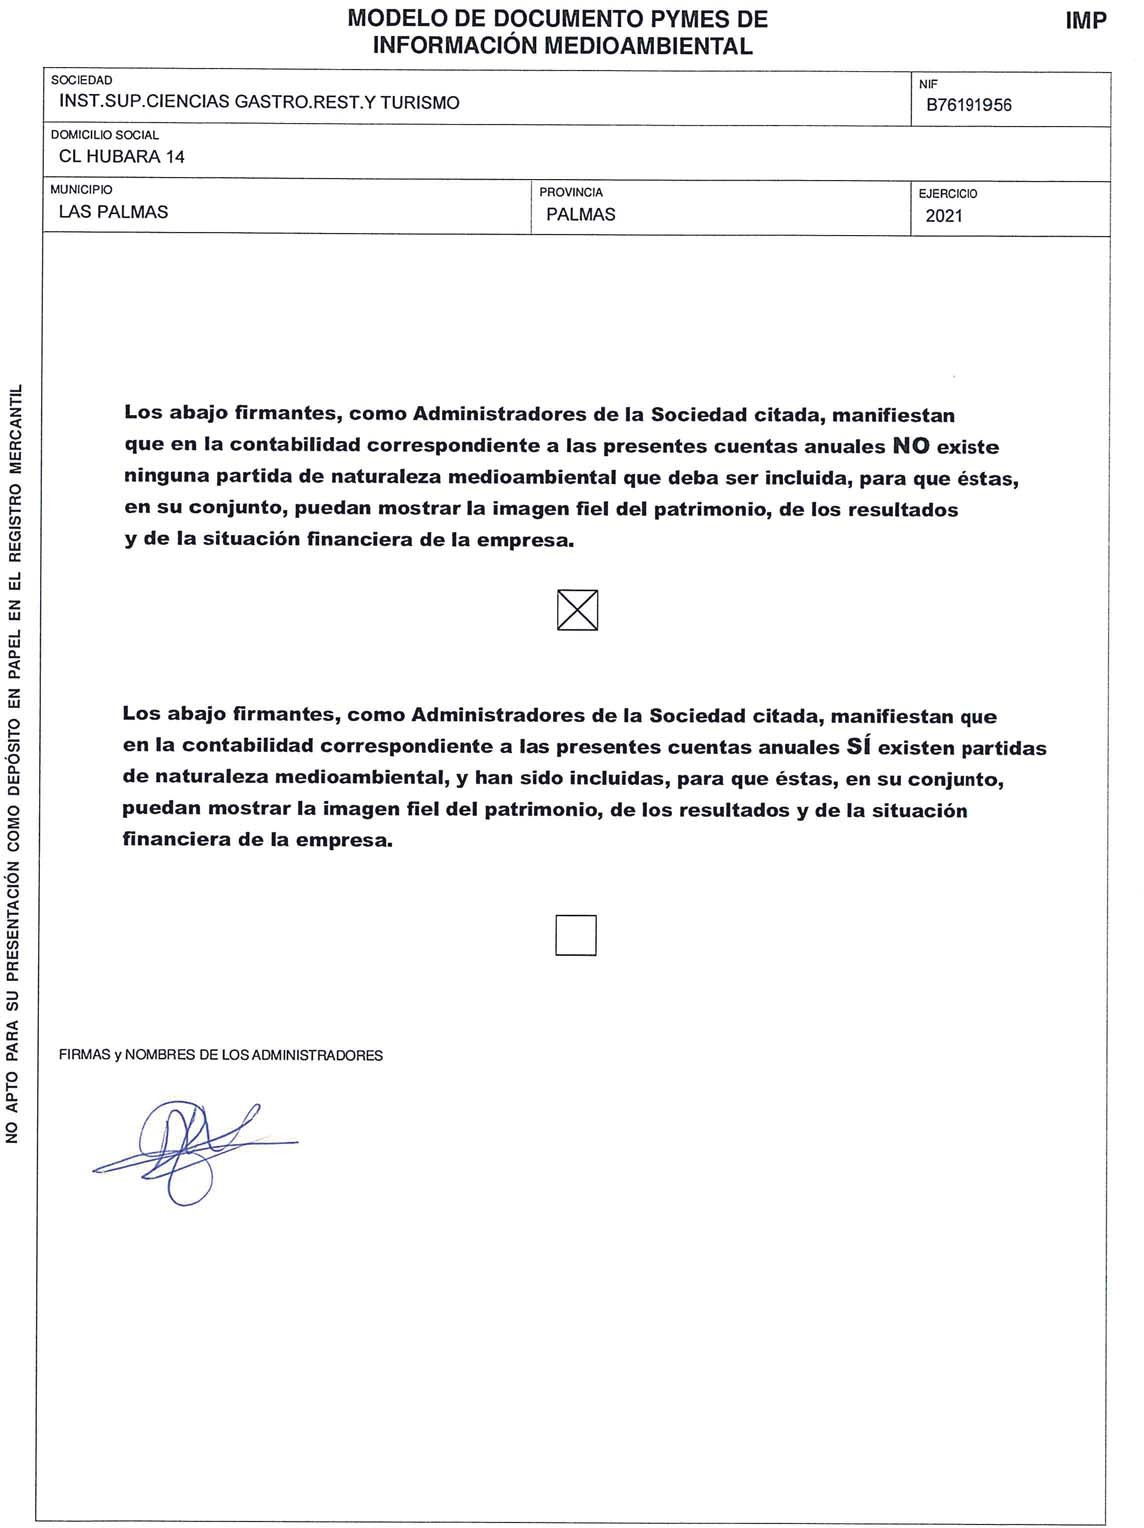 MODELO DE DOCUMENTO PYMES DE
INFORMACIÓN MEDIOAMBIENTAL
IMP
SOCIEDAD
INST.SUP.CIENCIAS GASTRO.REST.Y TURISMO
NIF
B76191956
DOMICILIO SOCIAL
CL HUBARA 14
MUNICIPIO
LAS PALMAS
PROVINCIA
PALMAS
EJERCICIO
2021
Los abajo firmantes, como Administradores de la Sociedad citada, manifiestan
que en la contabilidad correspondiente a las presentes cuentas anuales NO existe
ninguna partida de naturaleza medioambiental que deba ser incluida, para que éstas,
en su conjunto, puedan mostrar la imagen fiel del patrimonio, de los resultados
y de la situación financiera de la empresa.
Los abajo firmantes, como Administradores de la Sociedad citada, manifiestan que
en la contabilidad correspondiente a las presentes cuentas anuales SÍ existen partidas
de naturaleza medioambiental, y han sido incluidas, para que éstas, en su conjunto,
puedan mostrar la imagen fiel del patrimonio, de los resultados y de la situación
financiera de la empresa.
FIRMAS y NOMBRES DE LOS ADMINISTRADORES
NO APTO PARA SU PRESENTACIÓN COMO DEPÓSITO EN PAPEL EN EL REGISTRO MERCANTIL